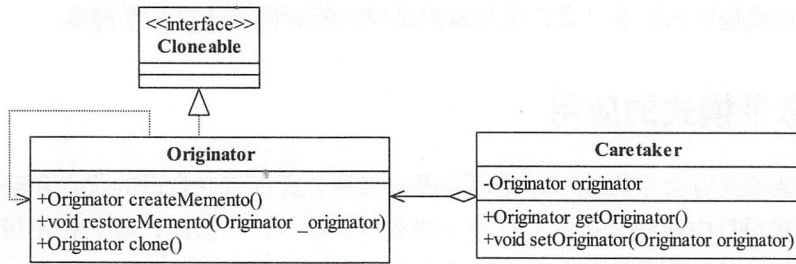 <<interface>>
Cloneable
Originator
+Originator createMemento()
+void restoreMemento(Originator _originator)
+Originator clone()
Caretaker
-Originator originator
+Originator getOriginator()
+void setOriginator(Originator originator)